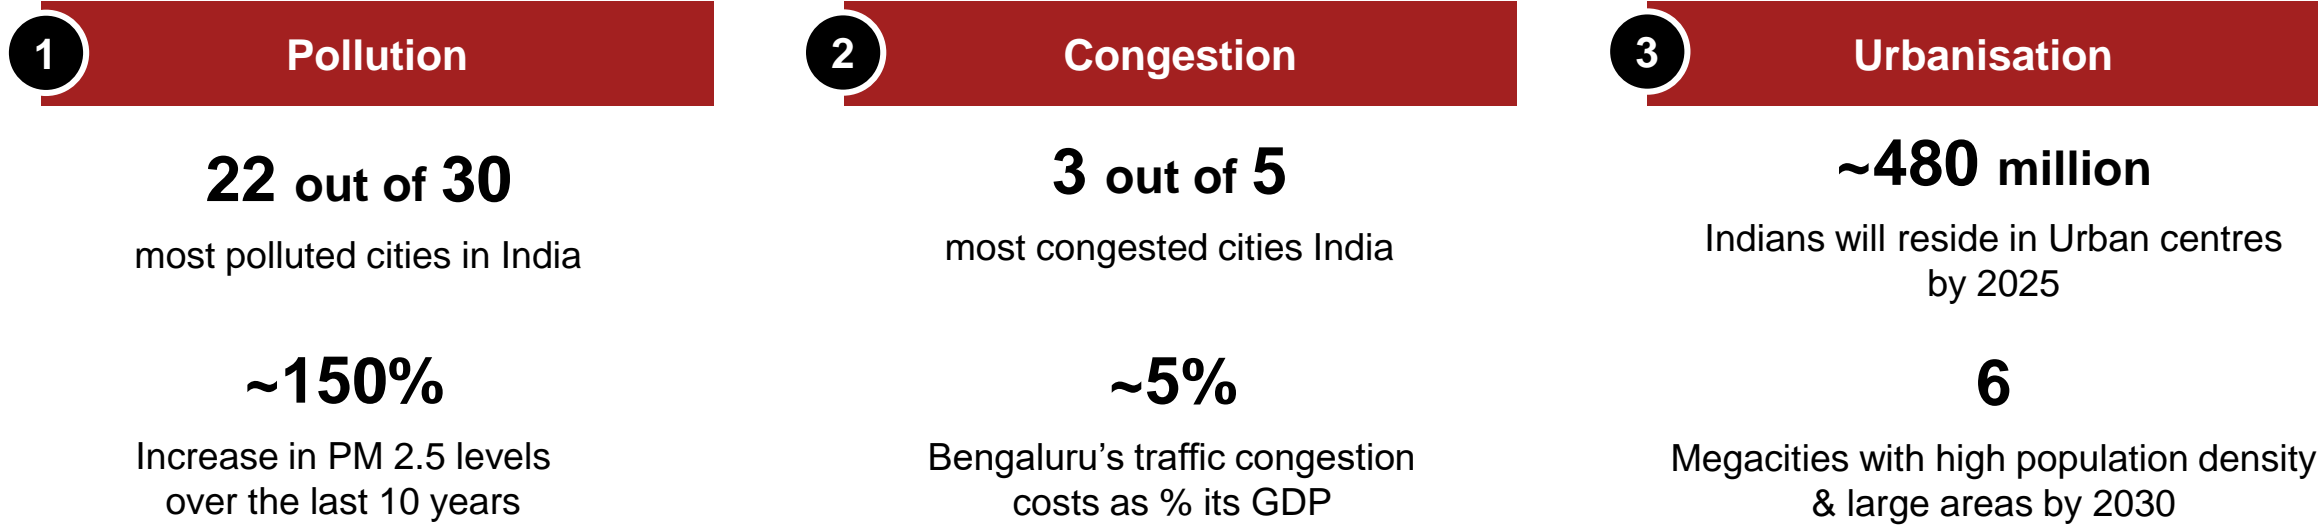 1
Pollution
22 out of 30
most polluted cities in India
~150%
Increase in PM 2.5 levels
over the last 10 years
2
Congestion
3 out of 5
most congested cities India
~5%
Bengaluru's traffic congestion
costs as % its GDP
3
Urbanisation
~480 million
Indians will reside in Urban centres
by 2025
6
Megacities with high population density
& large areas by 2030